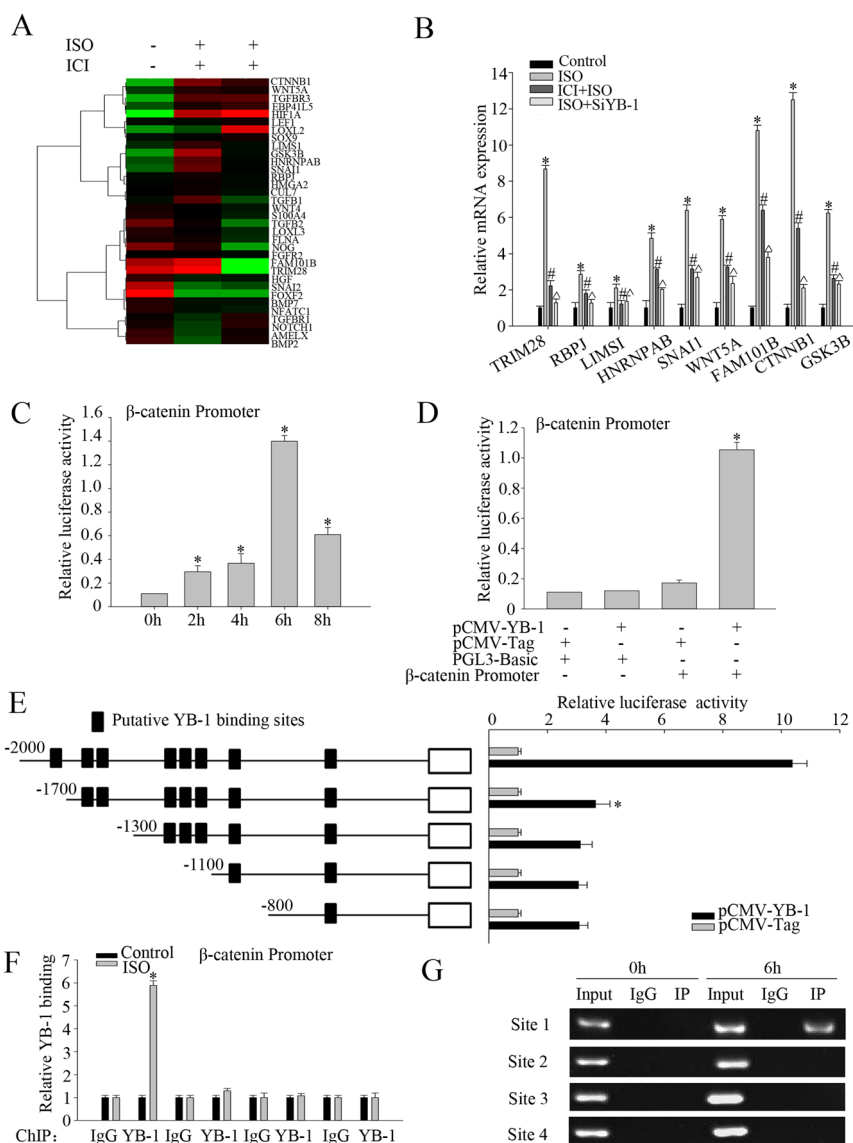 A
ISO - + +
ICI - + +
CTNNB1
WNT5A
TGFBR3
EBP41L5
HIF1A
LEF1
LOXL2
SOX9
LIMS1
GSK3B
HNRNPAB
SNAI1
RBPJ
HMGA2
CUL7
TGFB1
WNT4
S100A4
TGFB2
LOXL3
FLNA
NOG
FGFR2
FAM101B
TRIM28
HGF
SNAI2
FOXF2
BMP7
NFATC1
TGFBR1
NOTCH1
AMELX
BMP2
B
Control
ISO
ICI+ISO
ISO+SiYB-1
Relative mRNA expression
14
12
10
8
6
4
2
0
* # △ * # △ * # △ * # △ * # △ * # △ * # △ * # △ * # △
TRIM28 RBPJ LIMSI HNRNPAB SNAI1 WNT5A FAM101B CTNNB1 GSK3B
C
β-catenin Promoter
Relative luciferase activity
1.6
1.4
1.2
1.0
0.8
0.6
0.4
0.2
0
* * * *
0h 2h 4h 6h 8h
D
β-catenin Promoter
Relative luciferase activity
1.2
1.0
0.8
0.6
0.4
0.2
0
*
pCMV-YB-1 - + - +
pCMV-Tag + - + -
PGL3-Basic + + - -
β-catenin Promoter - - + +
E
Putative YB-1 binding sites
Relative luciferase activity
0 2 4 6 8 10 12
-2000
-1700
*
-1300
-1100
-800
pCMV-YB-1
pCMV-Tag
F
Control
ISO
β-catenin Promoter
Relative YB-1 binding
7
6
5
4
3
2
1
0
*
ChIP: IgG YB-1 IgG YB-1 IgG YB-1 IgG YB-1
G
0h 6h
Input IgG IP Input IgG IP
Site 1
Site 2
Site 3
Site 4